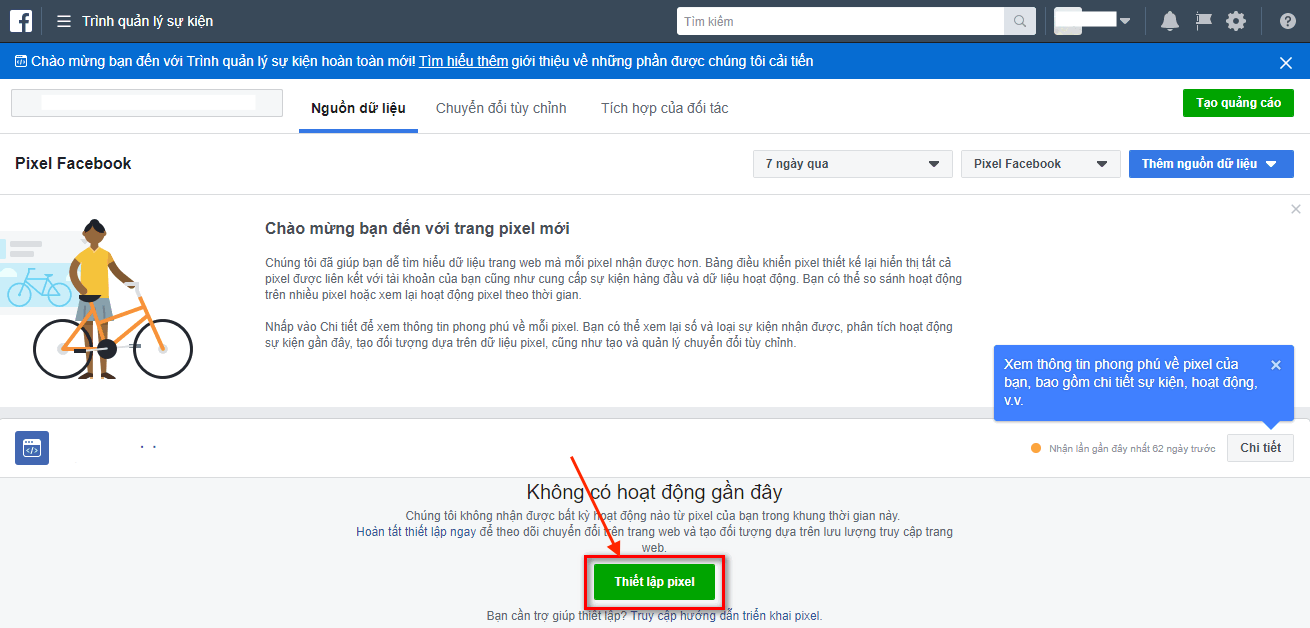 Trình quản lý sự kiện
Tìm kiếm
Chào mừng bạn đến với Trình quản lý sự kiện hoàn toàn mới! Tìm hiểu thêm giới thiệu về những phần được chúng tôi cải tiến
Nguồn dữ liệu
Chuyển đổi tùy chỉnh
Tích hợp của đối tác
Tạo quảng cáo
Pixel Facebook
7 ngày qua
Pixel Facebook
Thêm nguồn dữ liệu
Chào mừng bạn đến với trang pixel mới
Chúng tôi đã giúp bạn dễ tìm hiểu dữ liệu trang web mà mỗi pixel nhận được hơn. Bảng điều khiển pixel thiết kế lại hiển thị tất cả
pixel được liên kết với tài khoản của bạn cũng như cung cấp sự kiện hàng đầu và dữ liệu hoạt động. Bạn có thể so sánh hoạt động
trên nhiều pixel hoặc xem lại hoạt động pixel theo thời gian.
Nhấp vào Chi tiết để xem thông tin phong phú về mỗi pixel. Bạn có thể xem lại số và loại sự kiện nhận được, phân tích hoạt động
sự kiện gần đây, tạo đối tượng dựa trên dữ liệu pixel, cũng như tạo và quản lý chuyển đổi tùy chỉnh.
Xem thông tin phong phú về pixel của
bạn, bao gồm chi tiết sự kiện, hoạt động,
v.v.
Nhận lần gần đây nhất 62 ngày trước
Chi tiết
Không có hoạt động gần đây
Chúng tôi không nhận được bất kỳ hoạt động nào từ pixel của bạn trong khung thời gian này.
Hoàn tất thiết lập ngay để theo dõi chuyển đổi trên trang web và tạo đối tượng dựa trên lưu lượng truy cập trang
web.
Thiết lập pixel
Bạn cần trợ giúp thiết lập? Truy cập hướng dẫn triển khai pixel.